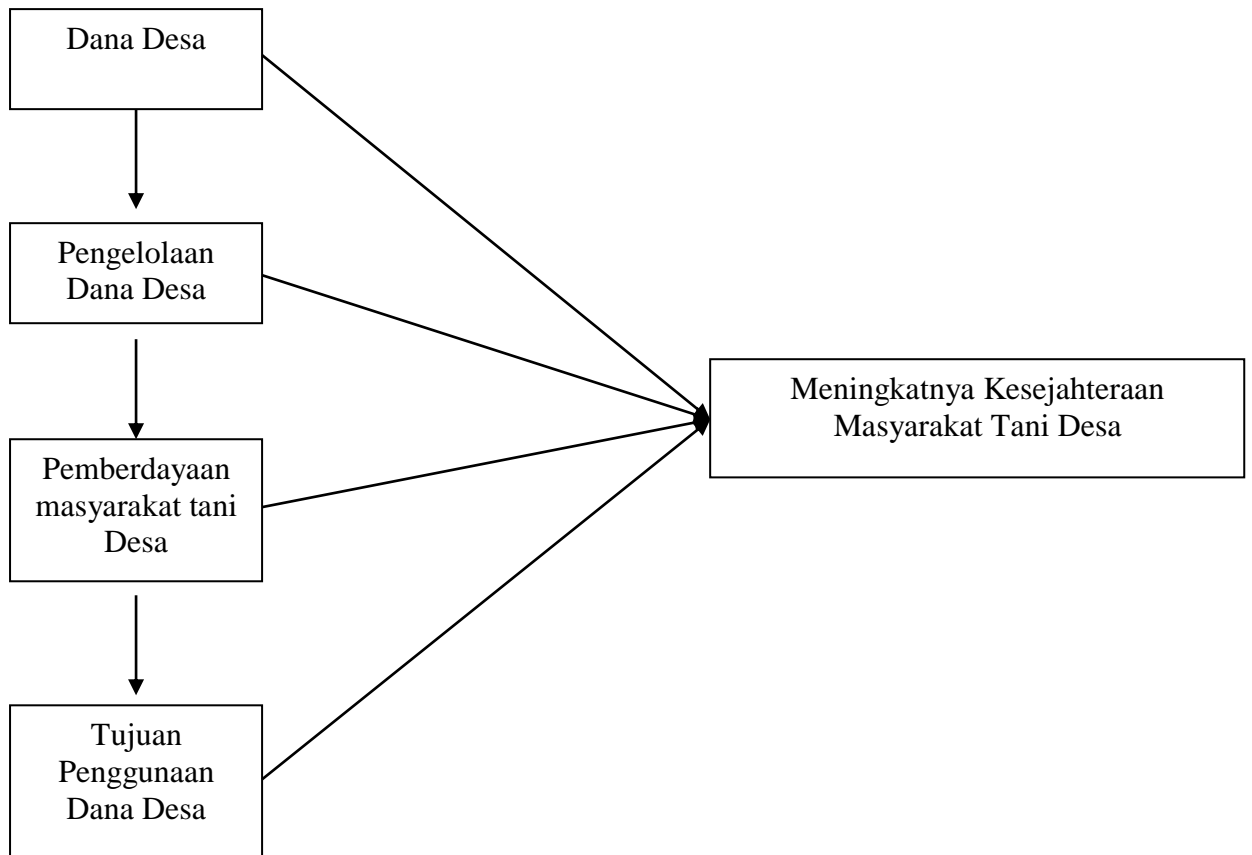 Dana Desa
Pengelolaan
Dana Desa
Pemberdayaan
masyarakat tani
Desa
Tujuan
Penggunaan
Dana Desa
Meningkatnya Kesejahteraan
Masyarakat Tani Desa